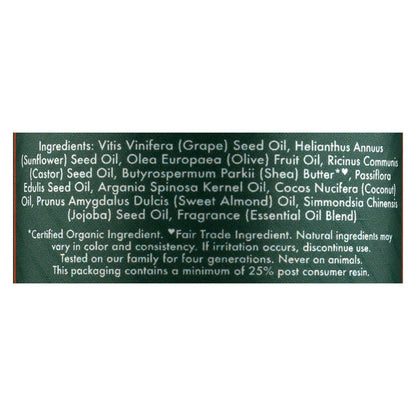 Ingredients: Vitis Vinifera (Grape) Seed Oil, Helianthus Annuus
(Sunflower) Seed Oil, Olea Europaea (Olive) Fruit Oil, Ricinus Communis
(Castor) Seed Oil, Butyrospermum Parkii (Shea) Butter*♥, Passiflora
Edulis Seed Oil, Argania Spinosa Kernel Oil, Cocos Nucifera (Coconut)
Oil, Prunus Amygdalus Dulcis (Sweet Almond) Oil, Simmondsia Chinensis
(Jojoba) Seed Oil, Fragrance (Essential Oil Blend)
*Certified Organic Ingredient. ♥Fair Trade Ingredient. Natural ingredients may
vary in color and consistency. If irritation occurs, discontinue use.
Tested on our family for four generations. Never on animals.
This packaging contains a minimum of 25% post consumer resin.